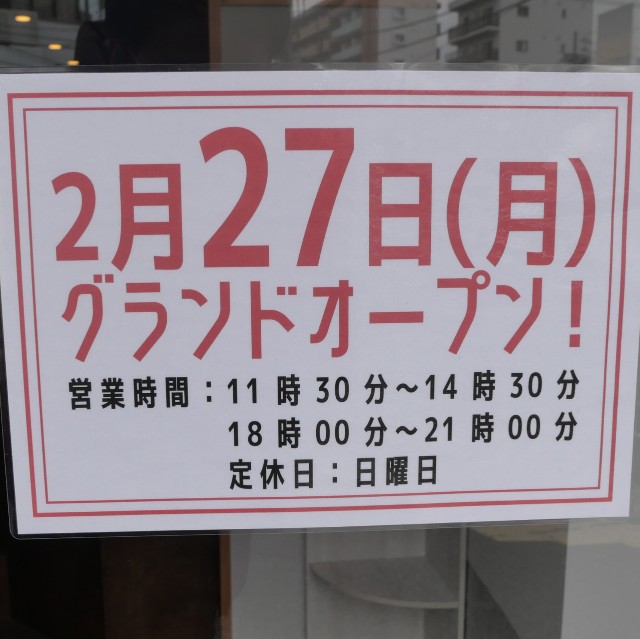 2月27日(月)
グランドオープン!
営業時間：11時30分～14時30分
18時00分～21時00分
定休日：日曜日